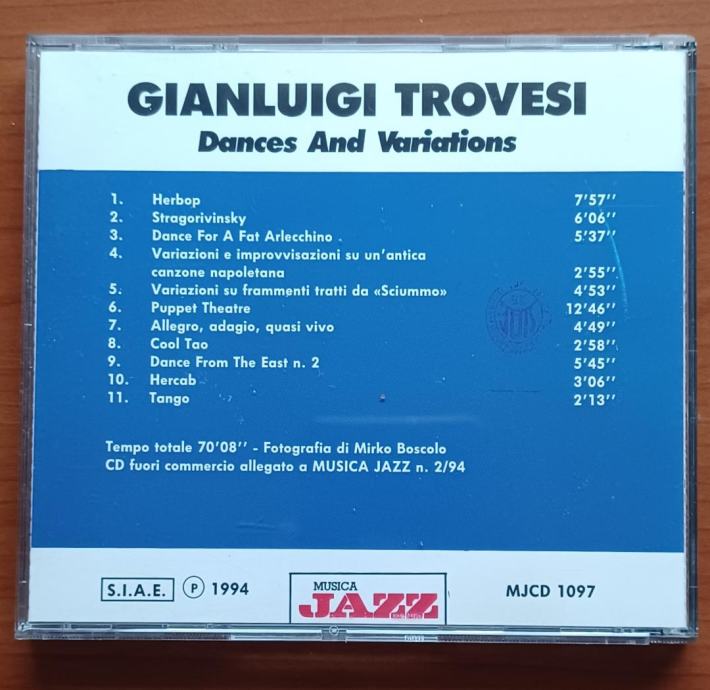 GIANLUIGI TROVESI
Dances And Variations
1. Herbop 7'57''
2. Stragorivinsky 6'06''
3. Dance For A Fat Arlecchino 5'37''
4. Variazioni e improvvisazioni su un'antica
canzone napoletana 2'55''
5. Variazioni su frammenti tratti da «Sciummo» 4'53''
6. Puppet Theatre 12'46''
7. Allegro, adagio, quasi vivo 4'49''
8. Cool Tao 2'58''
9. Dance From The East n. 2 5'45''
10. Hercab 3'06''
11. Tango 2'13''
Tempo totale 70'08'' - Fotografia di Mirko Boscolo
CD fuori commercio allegato a MUSICA JAZZ n. 2/94
S.I.A.E. ℗ 1994
MUSICA
JAZZ
MJCD 1097